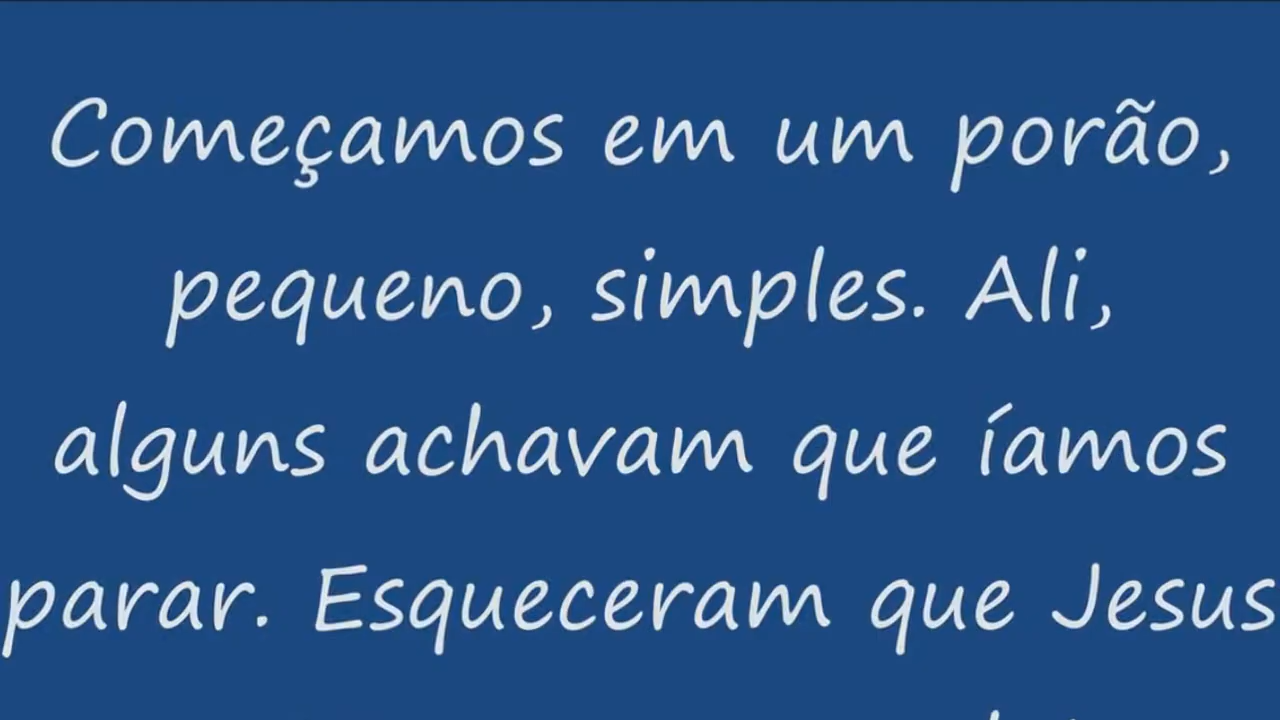 Começamos em um porão,
pequeno, simples. Ali,
alguns achavam que íamos
parar. Esqueceram que Jesus